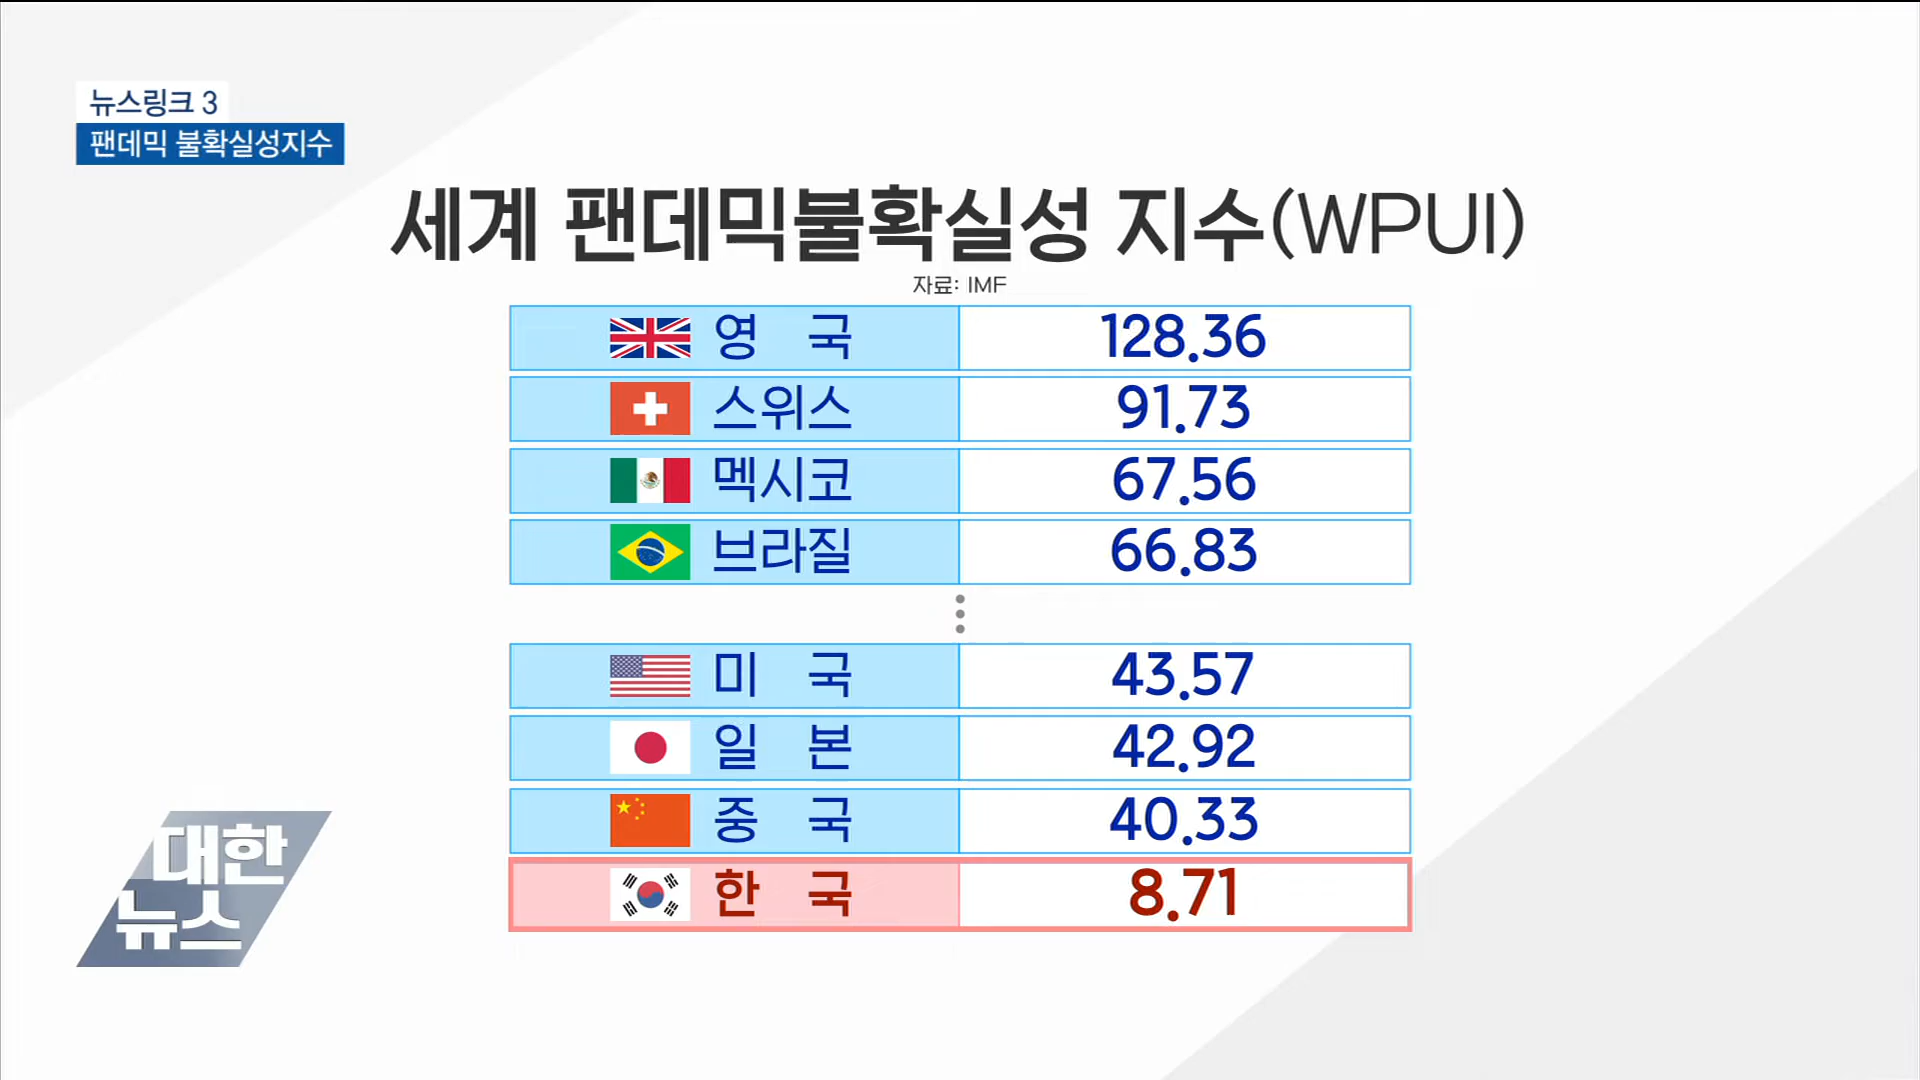 뉴스링크 3
팬데믹 불확실성지수
세계 팬데믹불확실성 지수(WPUI)
자료: IMF
영 국 128.36
스위스 91.73
멕시코 67.56
브라질 66.83
미 국 43.57
일 본 42.92
중 국 40.33
한 국 8.71
대한
뉴스